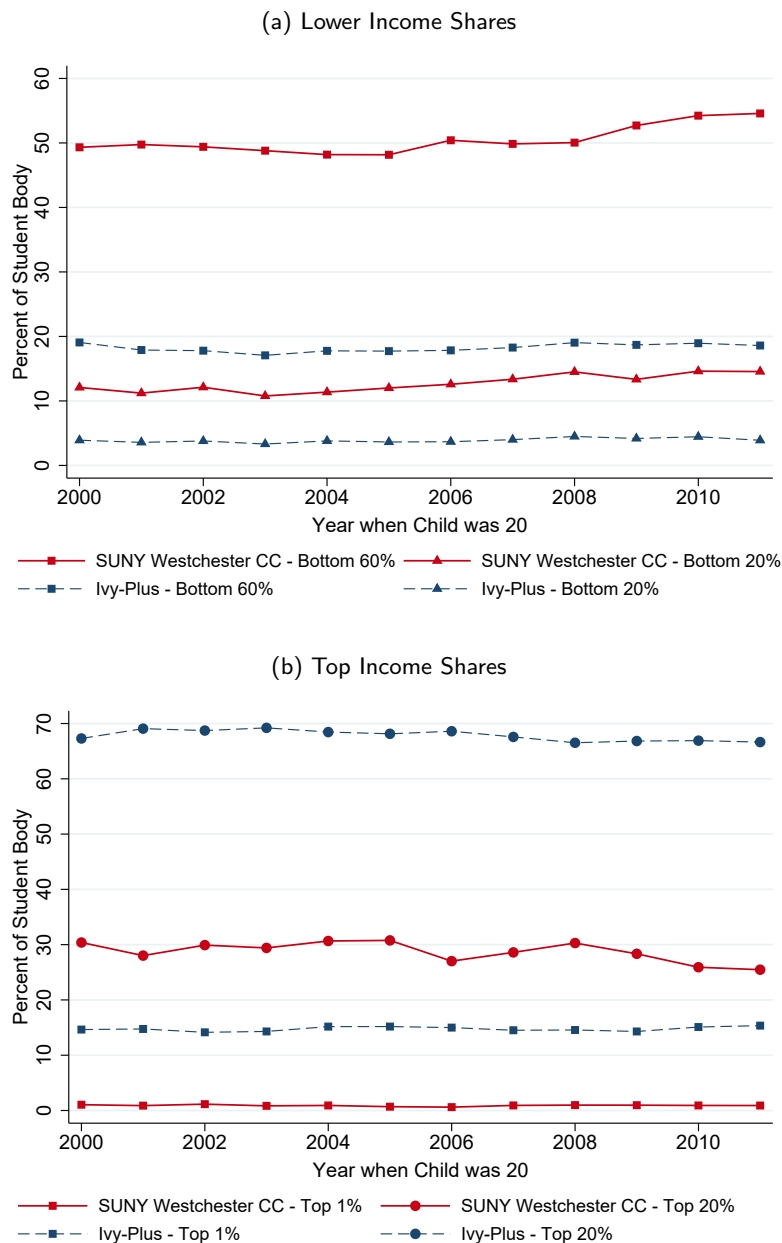 (a) Lower Income Shares
60
50
40
30
20
10
0
Percent of Student Body
2000 2002 2004 2006 2008 2010
Year when Child was 20
SUNY Westchester CC - Bottom 60% SUNY Westchester CC - Bottom 20%
Ivy-Plus - Bottom 60% Ivy-Plus - Bottom 20%
(b) Top Income Shares
70
60
50
40
30
20
10
0
Percent of Student Body
2000 2002 2004 2006 2008 2010
Year when Child was 20
SUNY Westchester CC - Top 1% SUNY Westchester CC - Top 20%
Ivy-Plus - Top 1% Ivy-Plus - Top 20%